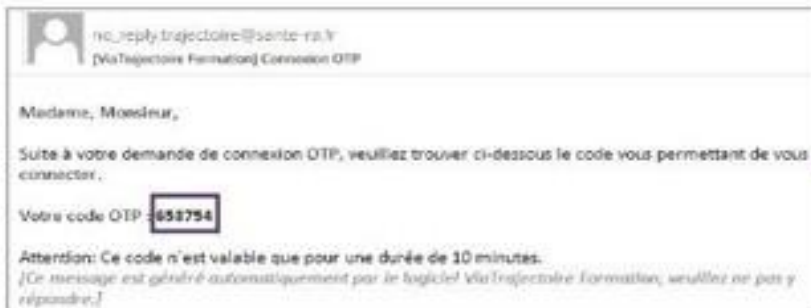 no_reply.trajectoire@sante-ra.fr
[ViaTrajectoire Formation] Connexion OTP
Madame, Monsieur,
Suite à votre demande de connexion OTP, veuillez trouver ci-dessous le code vous permettant de vous
connecter.
Votre code OTP : 658754
Attention: Ce code n'est valable que pour une durée de 10 minutes.
[Ce message est généré automatiquement par le logiciel ViaTrajectoire Formation, veuillez ne pas y
répondre.]